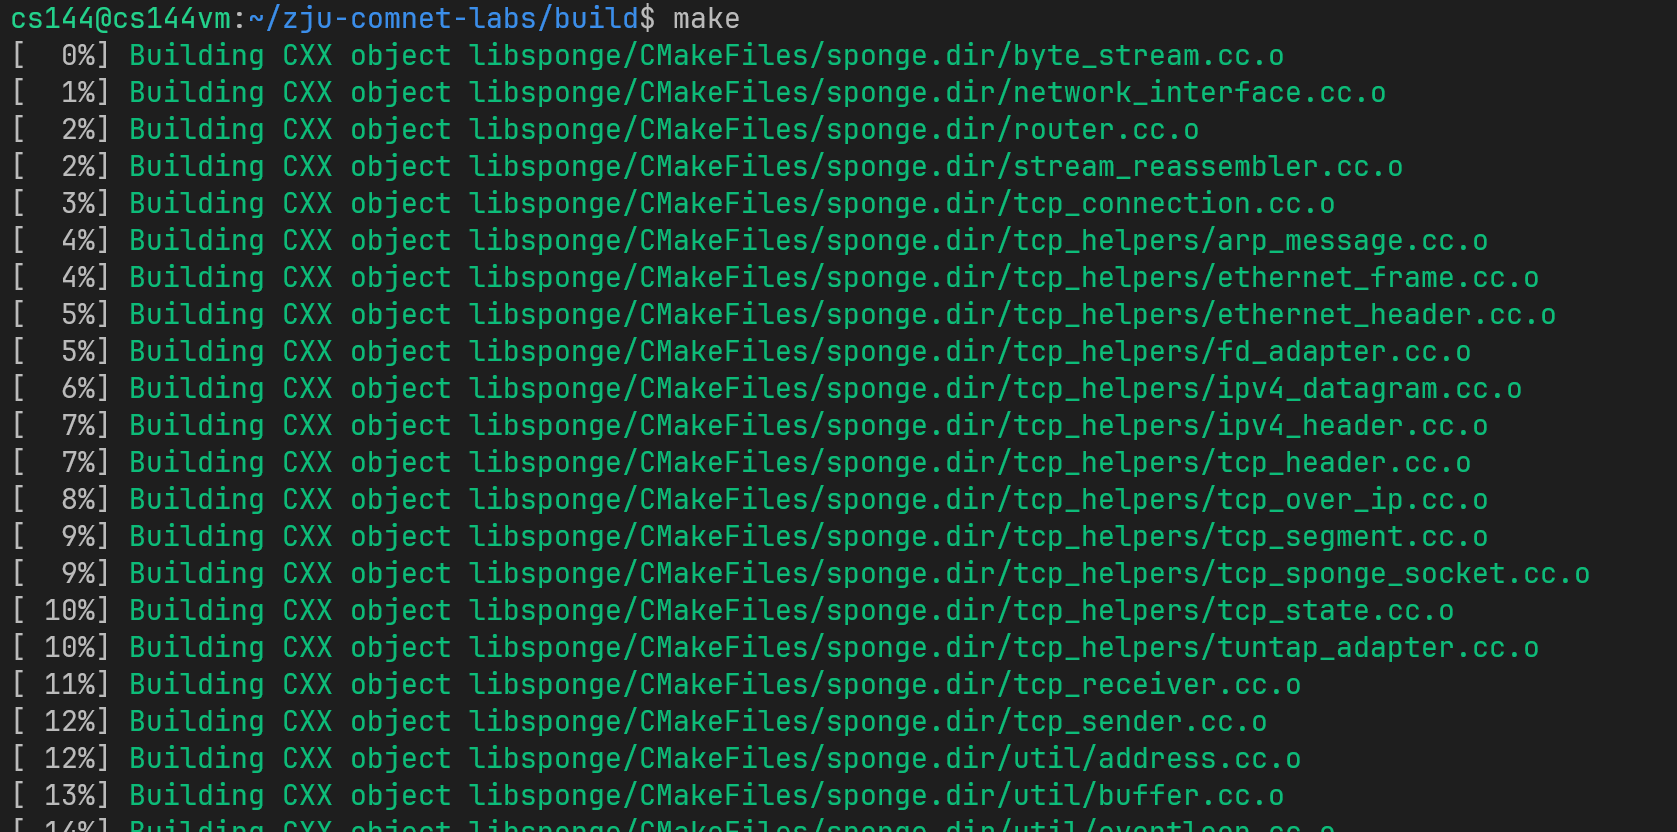 cs144@cs144vm:~/zju-comnet-labs/build$ make
[  0%] Building CXX object libsponge/CMakeFiles/sponge.dir/byte_stream.cc.o
[  1%] Building CXX object libsponge/CMakeFiles/sponge.dir/network_interface.cc.o
[  2%] Building CXX object libsponge/CMakeFiles/sponge.dir/router.cc.o
[  2%] Building CXX object libsponge/CMakeFiles/sponge.dir/stream_reassembler.cc.o
[  3%] Building CXX object libsponge/CMakeFiles/sponge.dir/tcp_connection.cc.o
[  4%] Building CXX object libsponge/CMakeFiles/sponge.dir/tcp_helpers/arp_message.cc.o
[  4%] Building CXX object libsponge/CMakeFiles/sponge.dir/tcp_helpers/ethernet_frame.cc.o
[  5%] Building CXX object libsponge/CMakeFiles/sponge.dir/tcp_helpers/ethernet_header.cc.o
[  5%] Building CXX object libsponge/CMakeFiles/sponge.dir/tcp_helpers/fd_adapter.cc.o
[  6%] Building CXX object libsponge/CMakeFiles/sponge.dir/tcp_helpers/ipv4_datagram.cc.o
[  7%] Building CXX object libsponge/CMakeFiles/sponge.dir/tcp_helpers/ipv4_header.cc.o
[  7%] Building CXX object libsponge/CMakeFiles/sponge.dir/tcp_helpers/tcp_header.cc.o
[  8%] Building CXX object libsponge/CMakeFiles/sponge.dir/tcp_helpers/tcp_over_ip.cc.o
[  9%] Building CXX object libsponge/CMakeFiles/sponge.dir/tcp_helpers/tcp_segment.cc.o
[  9%] Building CXX object libsponge/CMakeFiles/sponge.dir/tcp_helpers/tcp_sponge_socket.cc.o
[ 10%] Building CXX object libsponge/CMakeFiles/sponge.dir/tcp_helpers/tcp_state.cc.o
[ 10%] Building CXX object libsponge/CMakeFiles/sponge.dir/tcp_helpers/tuntap_adapter.cc.o
[ 11%] Building CXX object libsponge/CMakeFiles/sponge.dir/tcp_receiver.cc.o
[ 12%] Building CXX object libsponge/CMakeFiles/sponge.dir/tcp_sender.cc.o
[ 12%] Building CXX object libsponge/CMakeFiles/sponge.dir/util/address.cc.o
[ 13%] Building CXX object libsponge/CMakeFiles/sponge.dir/util/buffer.cc.o
[ 14%] Building CXX object libsponge/CMakeFiles/sponge.dir/util/eventloop.cc.o